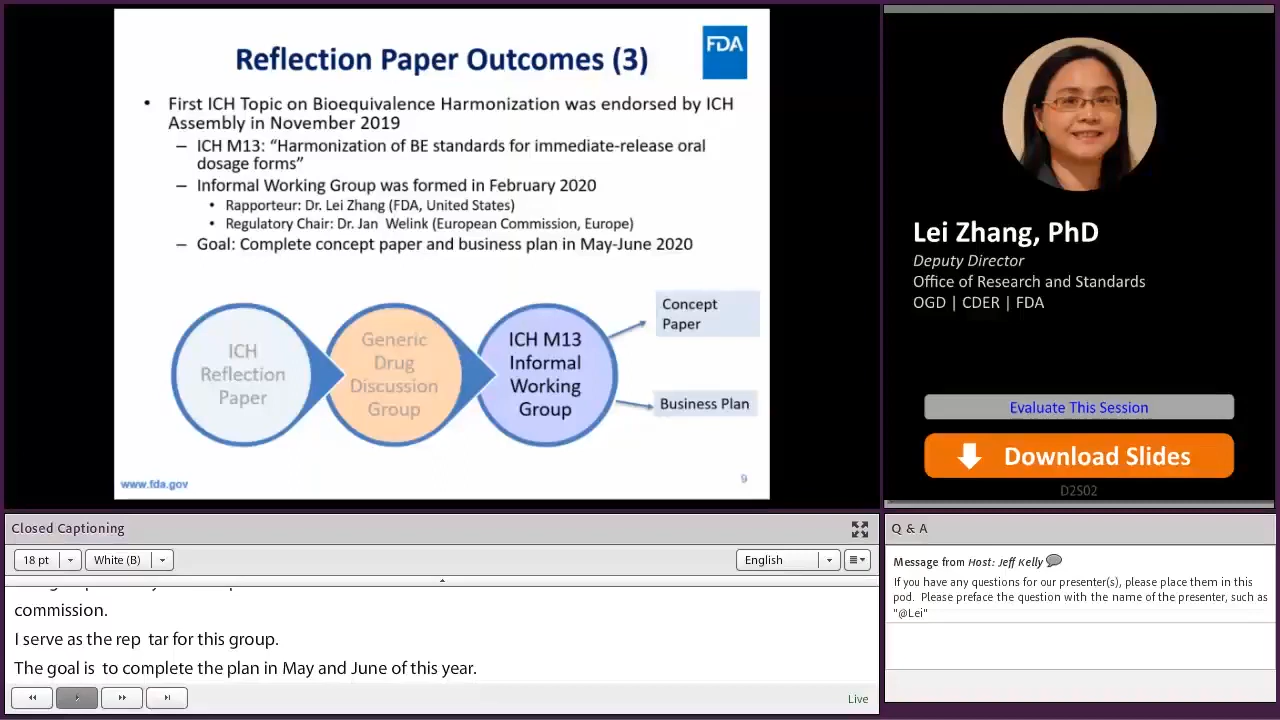 Reflection Paper Outcomes (3)
FDA
• First ICH Topic on Bioequivalence Harmonization was endorsed by ICH
Assembly in November 2019
– ICH M13: “Harmonization of BE standards for immediate-release oral
dosage forms”
– Informal Working Group was formed in February 2020
• Rapporteur: Dr. Lei Zhang (FDA, United States)
• Regulatory Chair: Dr. Jan Welink (European Commission, Europe)
– Goal: Complete concept paper and business plan in May-June 2020
ICH
Reflection
Paper
Generic
Drug
Discussion
Group
ICH M13
Informal
Working
Group
Concept
Paper
Business Plan
www.fda.gov
9
Lei Zhang, PhD
Deputy Director
Office of Research and Standards
OGD | CDER | FDA
Evaluate This Session
Download Slides
D2S02
Closed Captioning
18 pt
White (B)
English
commission.
I serve as the rep tar for this group.
The goal is to complete the plan in May and June of this year.
Live
Q & A
Message from Host: Jeff Kelly
If you have any questions for our presenter(s), please place them in this
pod. Please preface the question with the name of the presenter, such as
"@Lei"